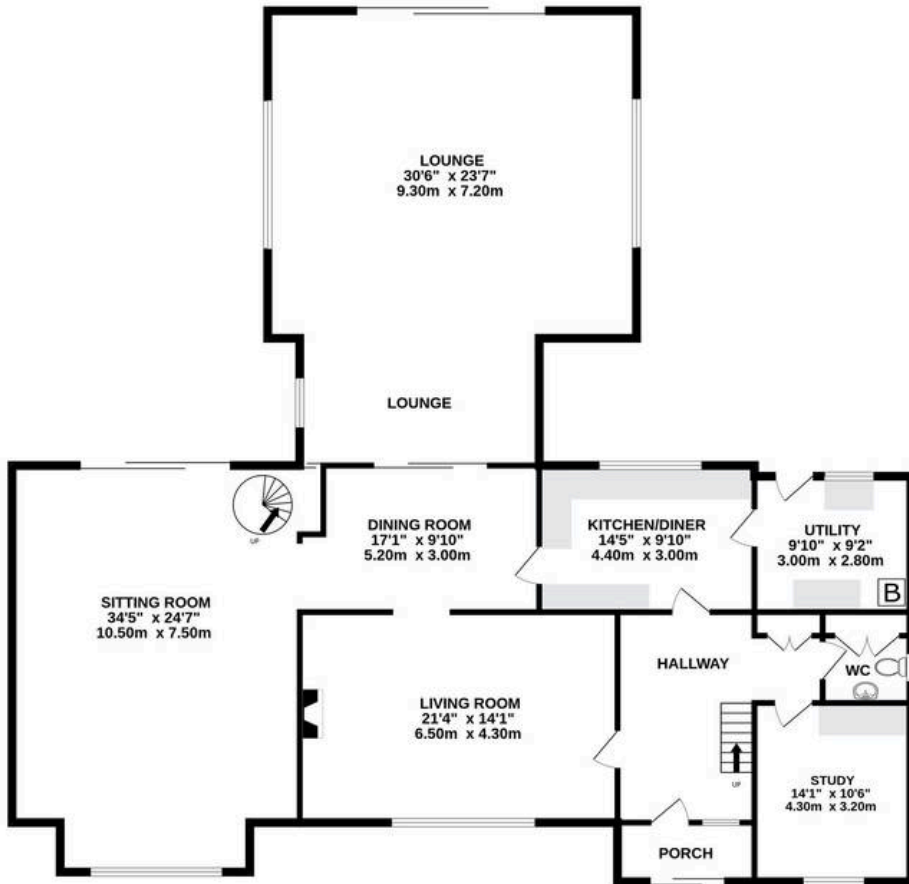 LOUNGE
30'6" x 23'7"
9.30m x 7.20m
LOUNGE
UP
DINING ROOM
17'1" x 9'10"
5.20m x 3.00m
KITCHEN/DINER
14'5" x 9'10"
4.40m x 3.00m
UTILITY
9'10" x 9'2"
3.00m x 2.80m
B
SITTING ROOM
34'5" x 24'7"
10.50m x 7.50m
HALLWAY
WC
LIVING ROOM
21'4" x 14'1"
6.50m x 4.30m
UP
STUDY
14'1" x 10'6"
4.30m x 3.20m
PORCH